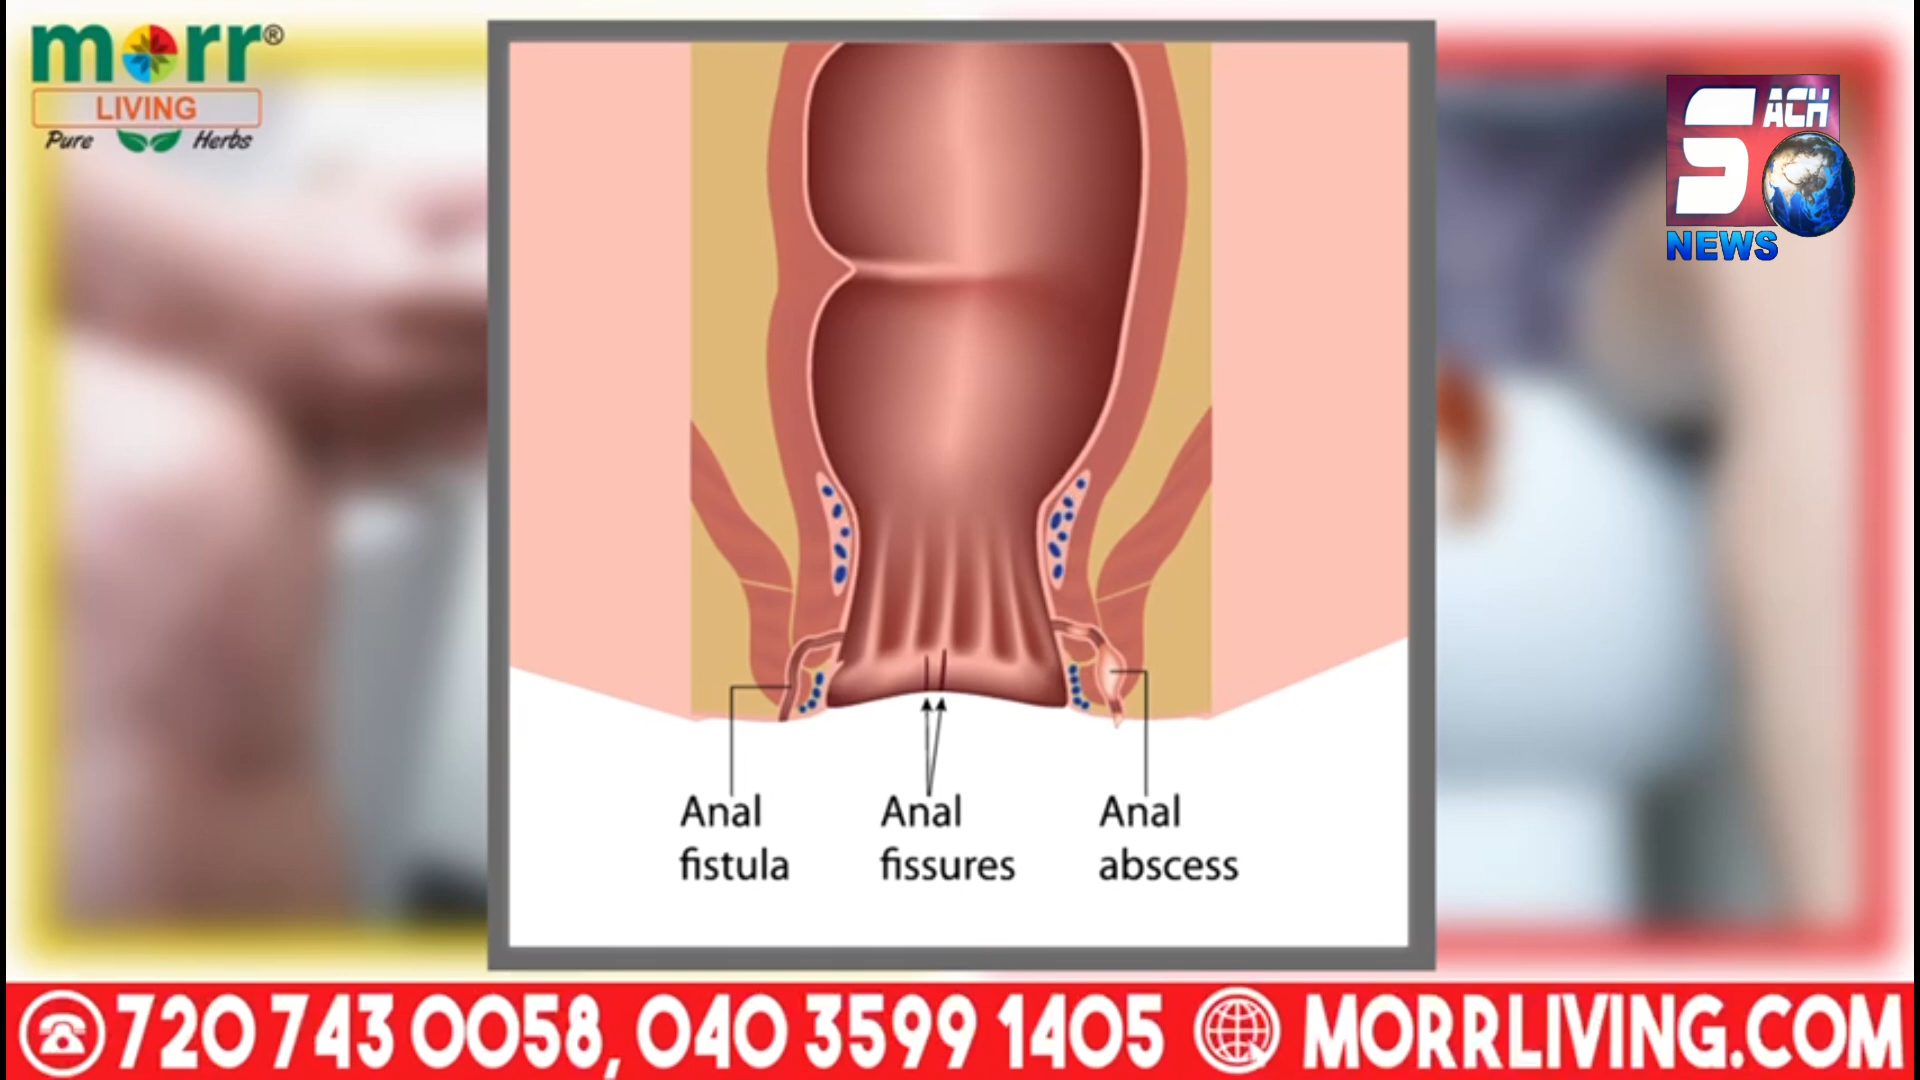 morr®
LIVING
Pure Herbs
SACH
NEWS
Anal
fistula
Anal
fissures
Anal
abscess
720 743 0058, 040 3599 1405 MORRLIVING.COM